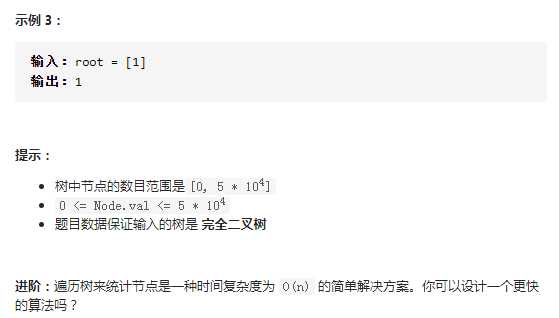 示例 3：
输入：root = [1]
输出：1
提示：
树中节点的数目范围是 [0, 5 * 10⁴]
0 <= Node.val <= 5 * 10⁴
题目数据保证输入的树是 完全二叉树
进阶：遍历树来统计节点是一种时间复杂度为 O(n) 的简单解决方案。你可以设计一个更快
的算法吗？